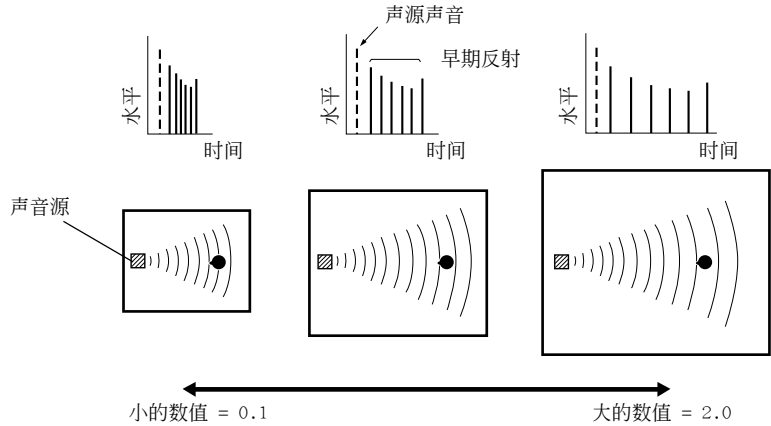 声源声音
早期反射
水平
水平
水平
时间
时间
时间
声音源
小的数值 = 0.1
大的数值 = 2.0